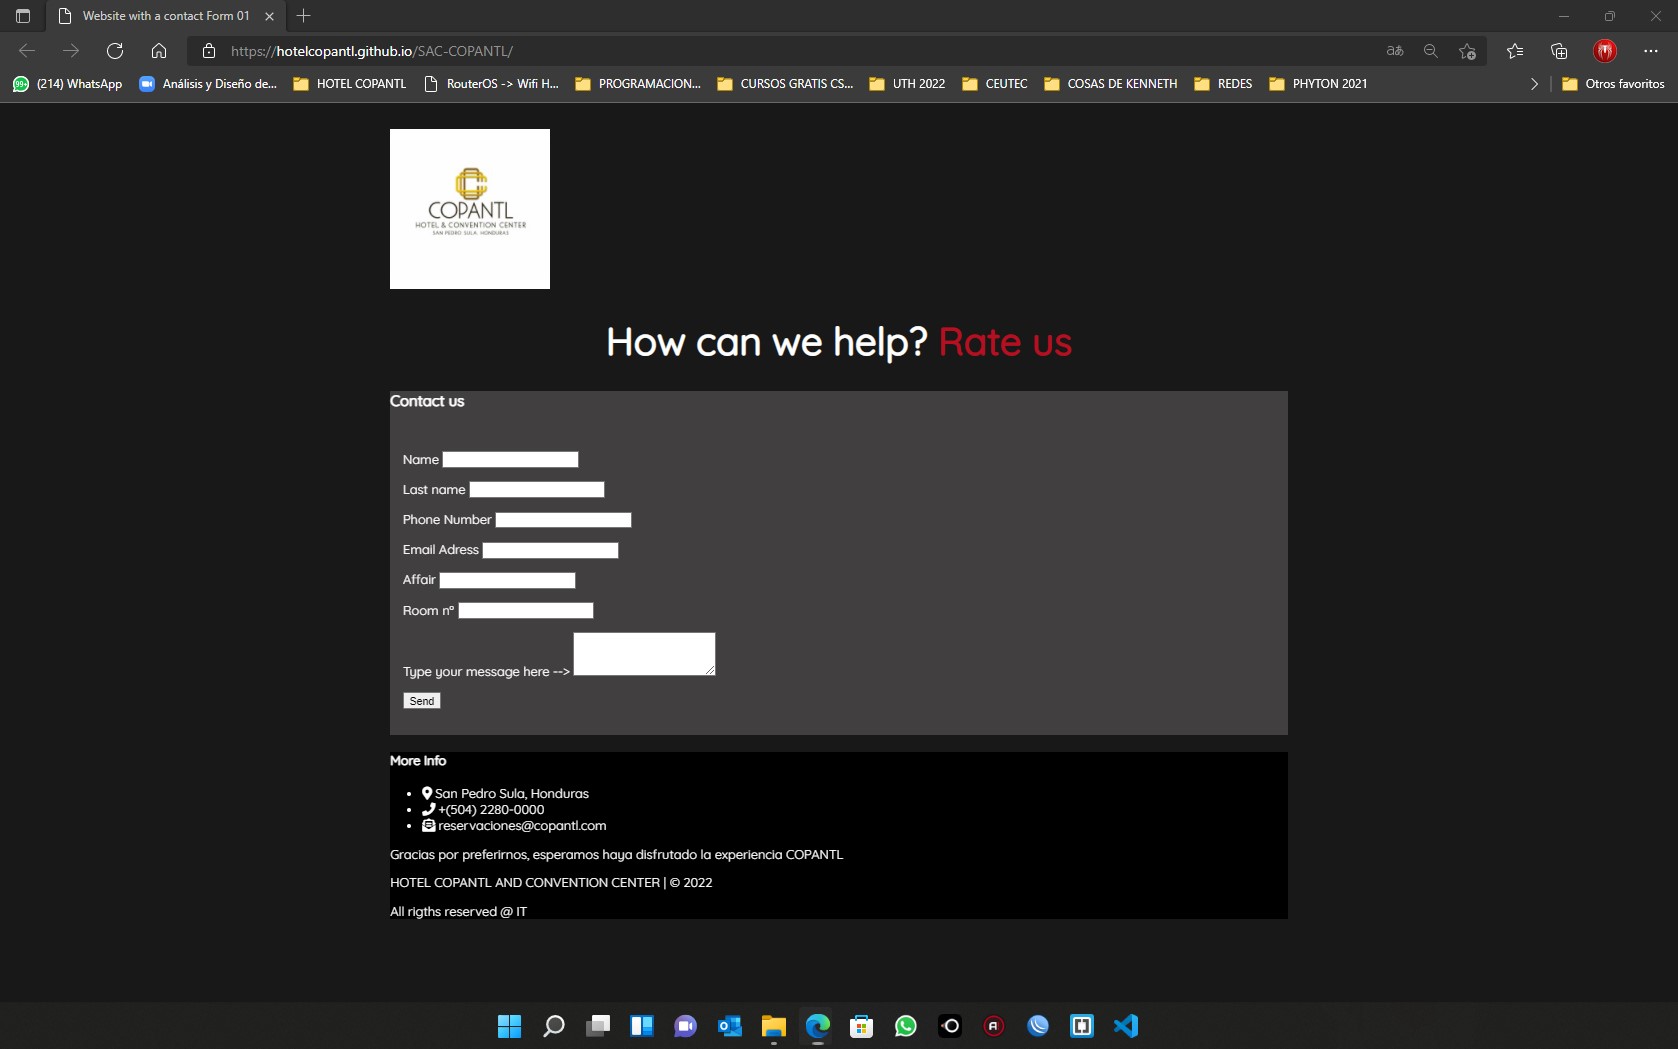 Website with a contact Form 01
https://hotelcopantl.github.io/SAC-COPANTL/
aあ
99+ (214) WhatsApp
Análisis y Diseño de...
HOTEL COPANTL
RouterOS -> Wifi H...
PROGRAMACION...
CURSOS GRATIS CS...
UTH 2022
CEUTEC
COSAS DE KENNETH
REDES
PHYTON 2021
Otros favoritos
COPANTL
HOTEL & CONVENTION CENTER
SAN PEDRO SULA, HONDURAS
How can we help? Rate us
Contact us
Name
Last name
Phone Number
Email Adress
Affair
Room nº
Type your message here -->
Send
More Info
San Pedro Sula, Honduras
+(504) 2280-0000
reservaciones@copantl.com
Gracias por preferirnos, esperamos haya disfrutado la experiencia COPANTL
HOTEL COPANTL AND CONVENTION CENTER | © 2022
All rigths reserved @ IT